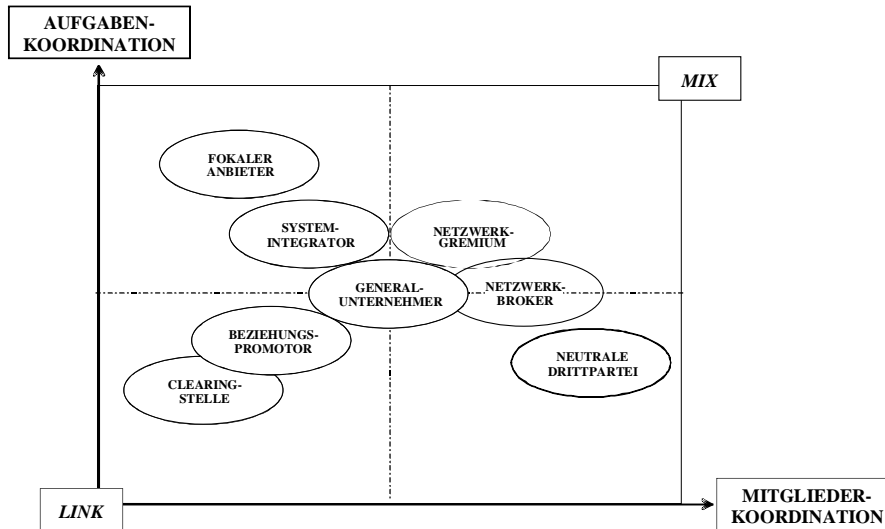 AUFGABEN-
KOORDINATION
MIX
FOKALER
ANBIETER
SYSTEM-
INTEGRATOR
NETZWERK-
GREMIUM
GENERAL-
UNTERNEHMER
NETZWERK-
BROKER
BEZIEHUNGS-
PROMOTOR
NEUTRALE
DRITTPARTEI
CLEARING-
STELLE
LINK
MITGLIEDER-
KOORDINATION